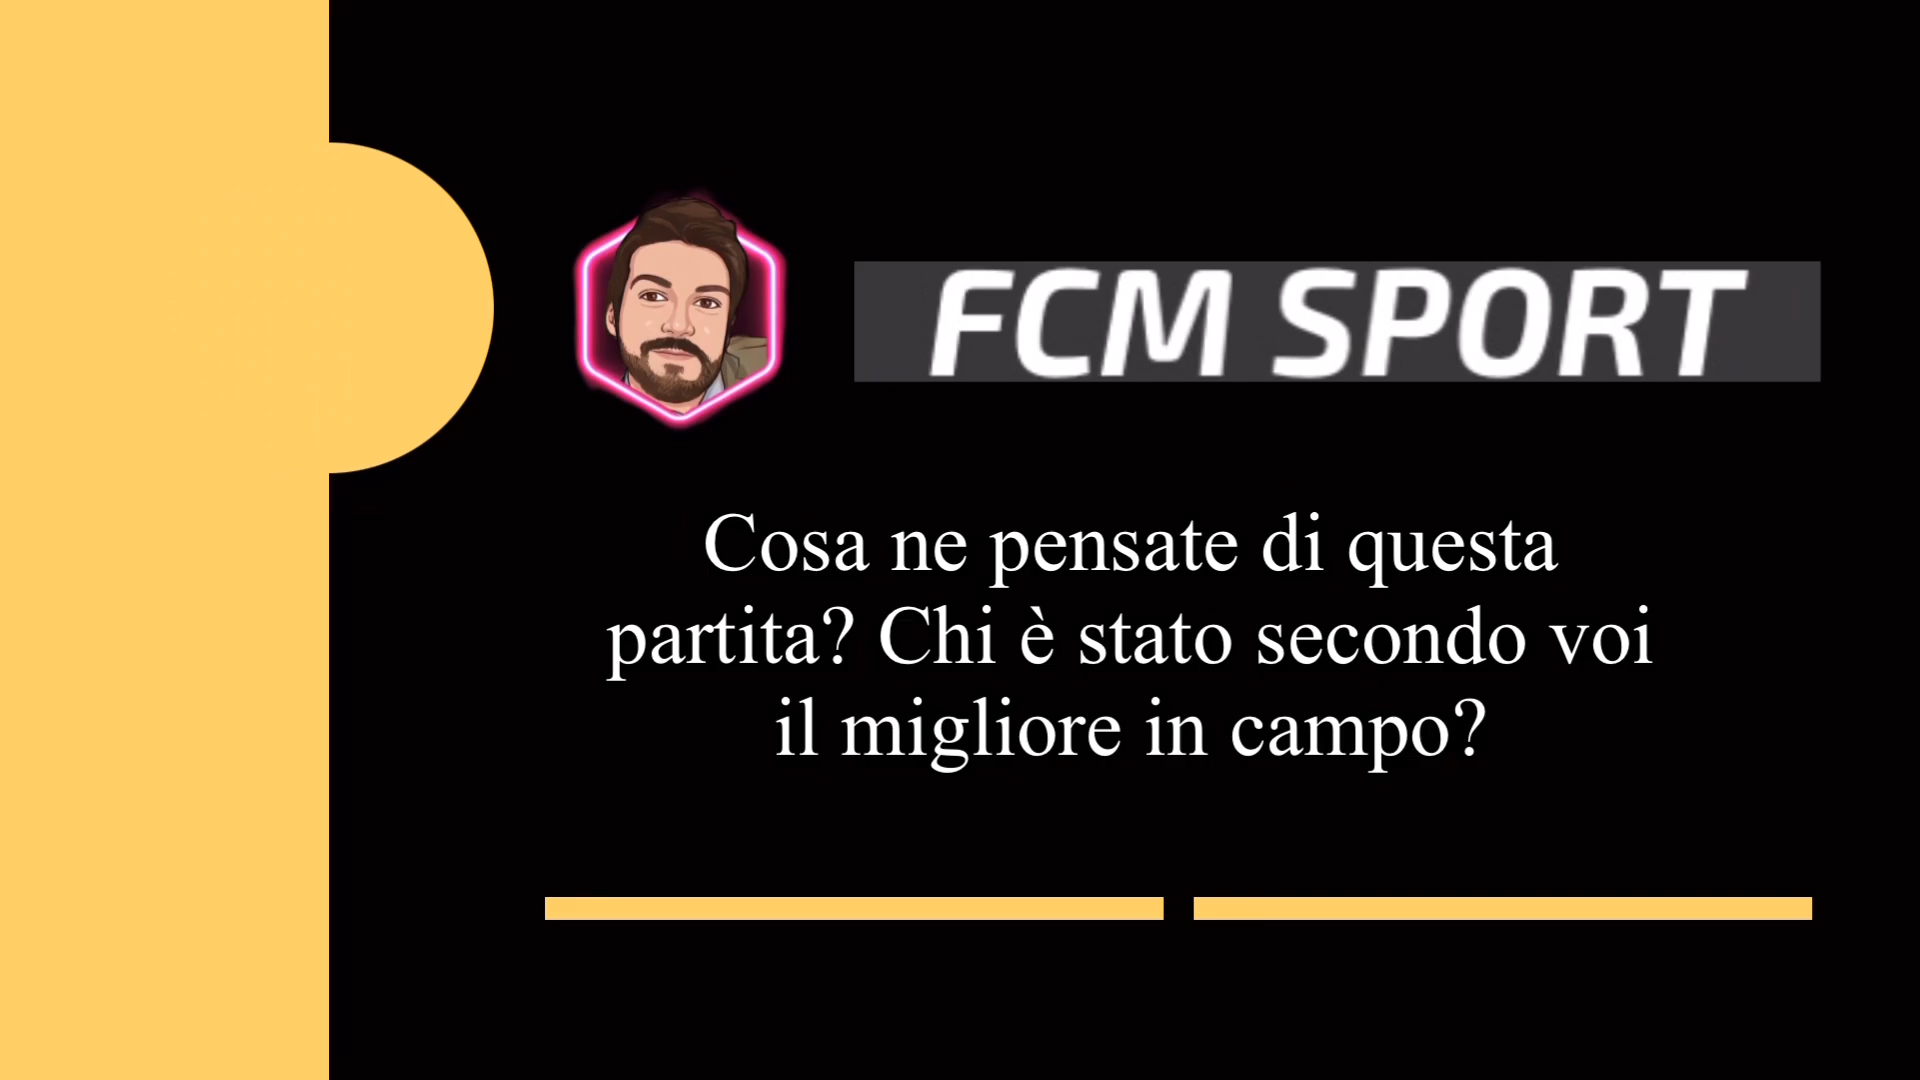 FCM SPORT
Cosa ne pensate di questa
partita? Chi è stato secondo voi
il migliore in campo?